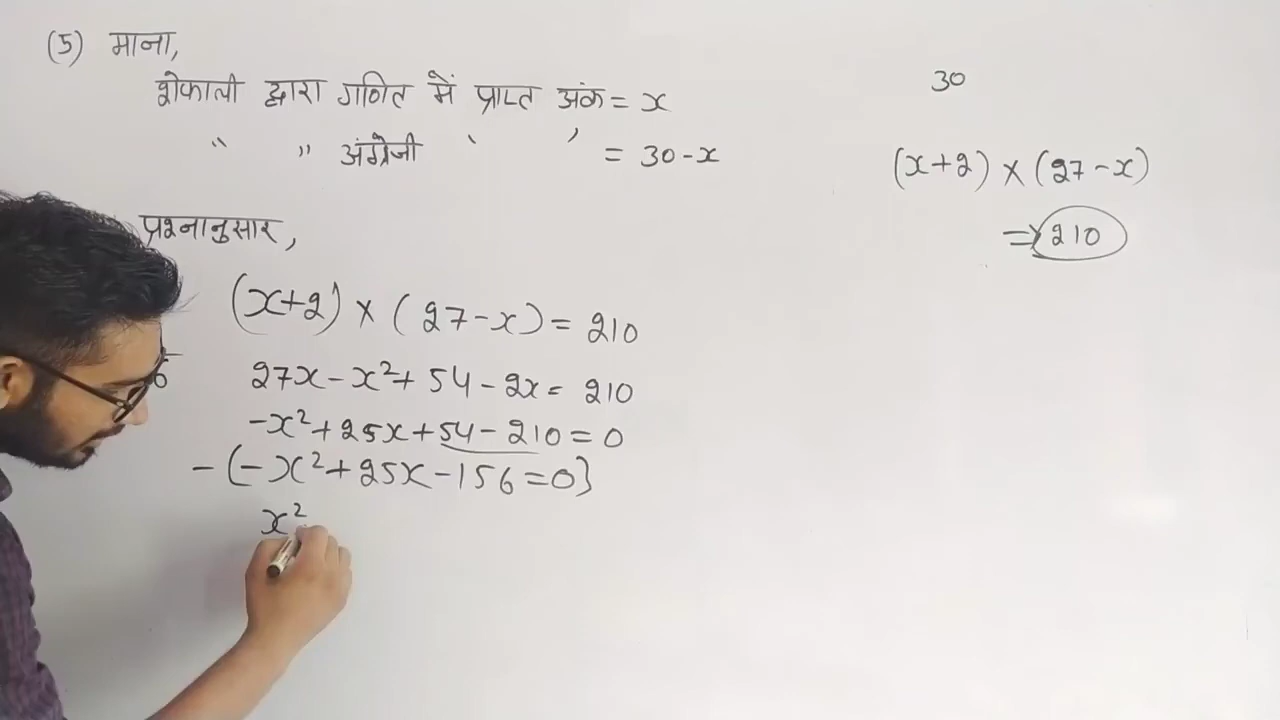 (5) माना,
शेफाली द्वारा गणित में प्राप्त अंक = x
" " अंग्रेजी " " = 30-x
प्रश्नानुसार,
(x+2) × (27-x) = 210
27x - x² + 54 - 2x = 210
-x² + 25x + 54 - 210 = 0
-(-x² + 25x - 156 = 0)
x²
30
(x+2) × (27-x)
⇒ 210